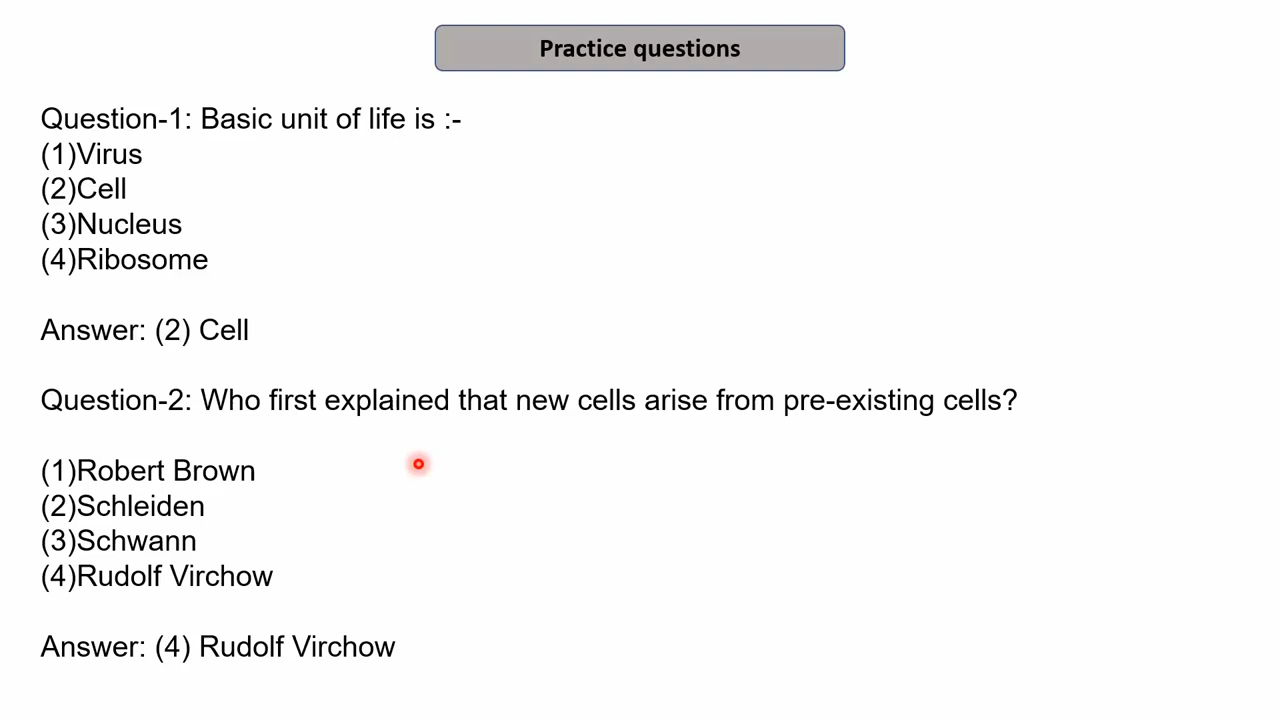 Practice questions
Question-1: Basic unit of life is :-
(1)Virus
(2)Cell
(3)Nucleus
(4)Ribosome
Answer: (2) Cell
Question-2: Who first explained that new cells arise from pre-existing cells?
(1)Robert Brown
(2)Schleiden
(3)Schwann
(4)Rudolf Virchow
Answer: (4) Rudolf Virchow